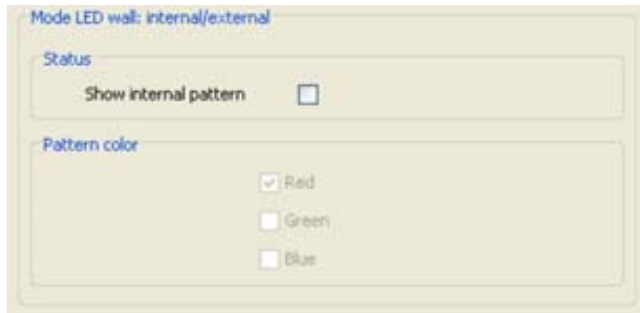 Mode LED wall: internal/external
Status
Show internal pattern
Pattern color
Red
Green
Blue